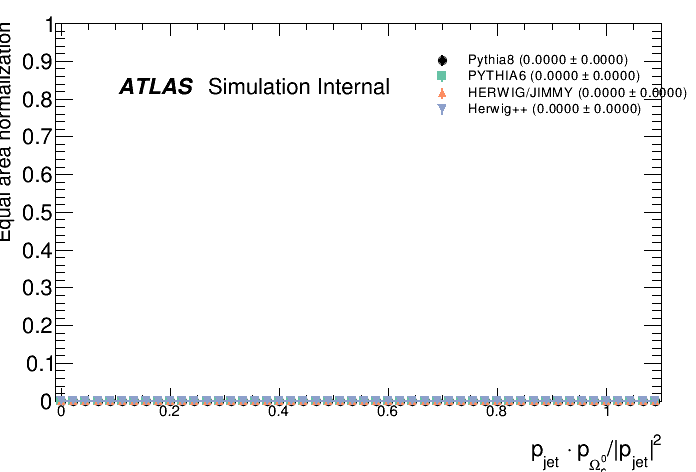 Equal area normalization
1
0.9
0.8
0.7
0.6
0.5
0.4
0.3
0.2
0.1
0
ATLAS Simulation Internal
Pythia8 (0.0000 ± 0.0000)
PYTHIA6 (0.0000 ± 0.0000)
HERWIG/JIMMY (0.0000 ± 0.0000)
Herwig++ (0.0000 ± 0.0000)
0 0.2 0.4 0.6 0.8 1
p_jet · p_Ω_c^0/|p_jet|^2